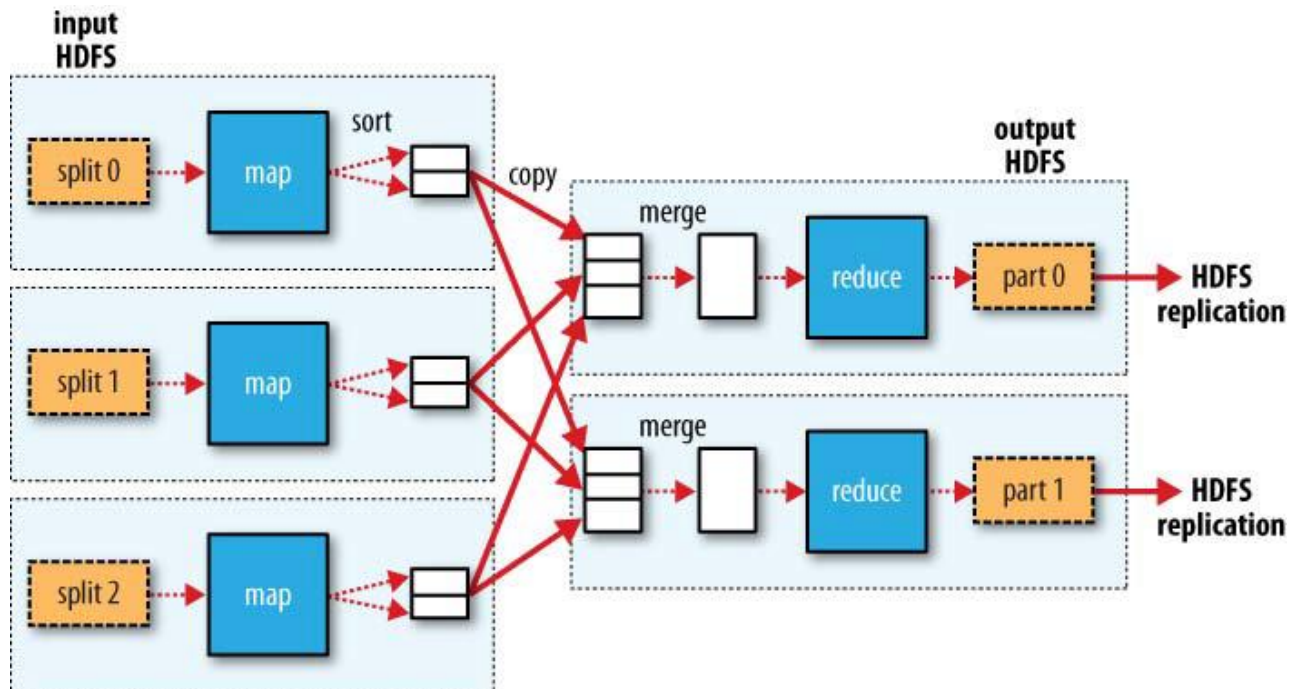 input
HDFS
split 0
map
sort
copy
split 1
map
split 2
map
output
HDFS
merge
reduce
part 0
HDFS
replication
merge
reduce
part 1
HDFS
replication